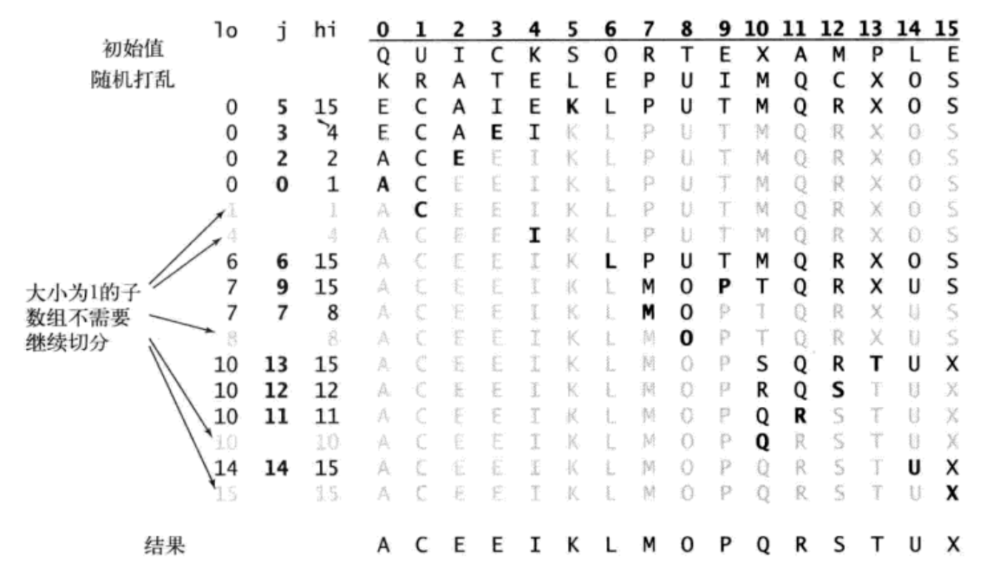 lo j hi 0 1 2 3 4 5 6 7 8 9 10 11 12 13 14 15
初始值 Q U I C K S O R T E X A M P L E
随机打乱 K R A T E L E P U I M Q C X O S
0 5 15 E C A I E K L P U T M Q R X O S
0 3 4 E C A E I K L P U T M Q R X O S
0 2 2 A C E E I K L P U T M Q R X O S
0 0 1 A C E E I K L P U T M Q R X O S
1 1 A C E E I K L P U T M Q R X O S
4 4 A C E E I K L P U T M Q R X O S
6 6 15 A C E E I K L P U T M Q R X O S
7 9 15 A C E E I K L M O P T Q R X U S
7 7 8 A C E E I K L M O P T Q R X U S
8 8 A C E E I K L M O P T Q R X U S
10 13 15 A C E E I K L M O P S Q R T U X
10 12 12 A C E E I K L M O P R Q S T U X
10 11 11 A C E E I K L M O P Q R S T U X
10 10 A C E E I K L M O P Q R S T U X
14 14 15 A C E E I K L M O P Q R S T U X
15 15 A C E E I K L M O P Q R S T U X
大小为1的子
数组不需要
继续切分
结果 A C E E I K L M O P Q R S T U X